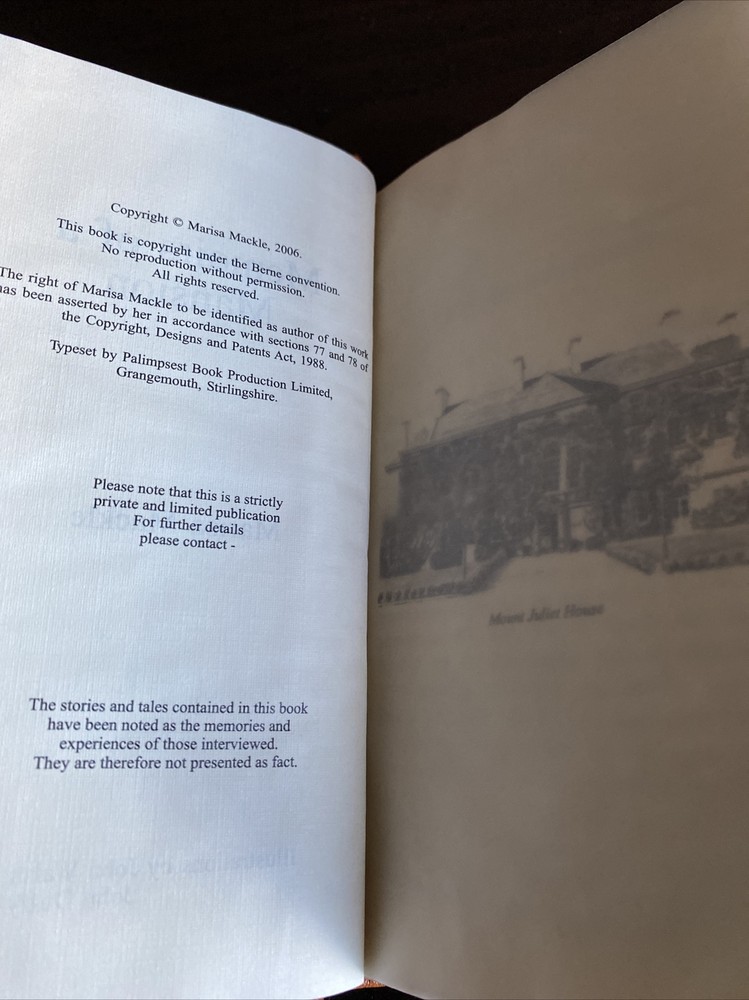 Copyright © Marisa Mackle, 2006.
This book is copyright under the Berne convention.
No reproduction without permission.
All rights reserved.
The right of Marisa Mackle to be identified as author of this work
has been asserted by her in accordance with sections 77 and 78 of
the Copyright, Designs and Patents Act, 1988.
Typeset by Palimpsest Book Production Limited,
Grangemouth, Stirlingshire.
Please note that this is a strictly
private and limited publication
For further details
please contact -
The stories and tales contained in this book
have been noted as the memories and
experiences of those interviewed.
They are therefore not presented as fact.
Mount Juliet House